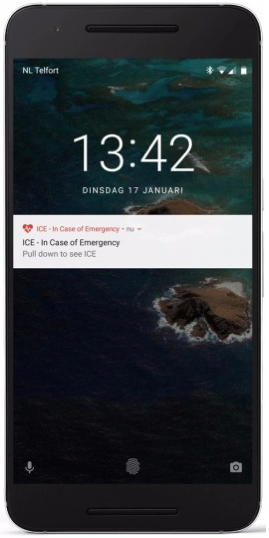 NL Telfort
13:42
DINSDAG 17 JANUARI
ICE - In Case of Emergency • nu
ICE - In Case of Emergency
Pull down to see ICE